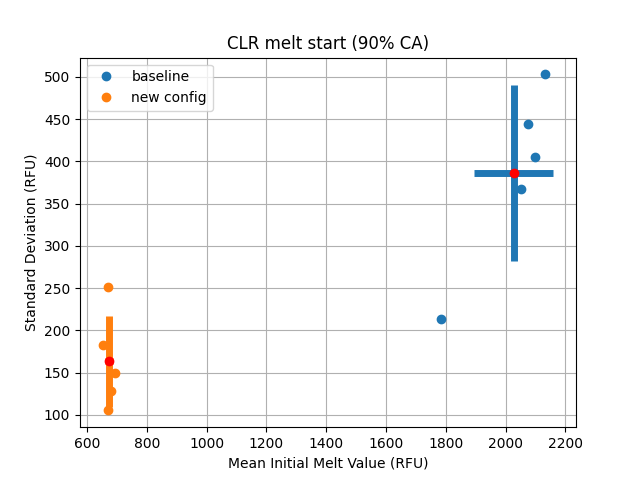 CLR melt start (90% CA)
baseline
new config
500
450
400
350
300
250
200
150
100
Standard Deviation (RFU)
600 800 1000 1200 1400 1600 1800 2000 2200
Mean Initial Melt Value (RFU)